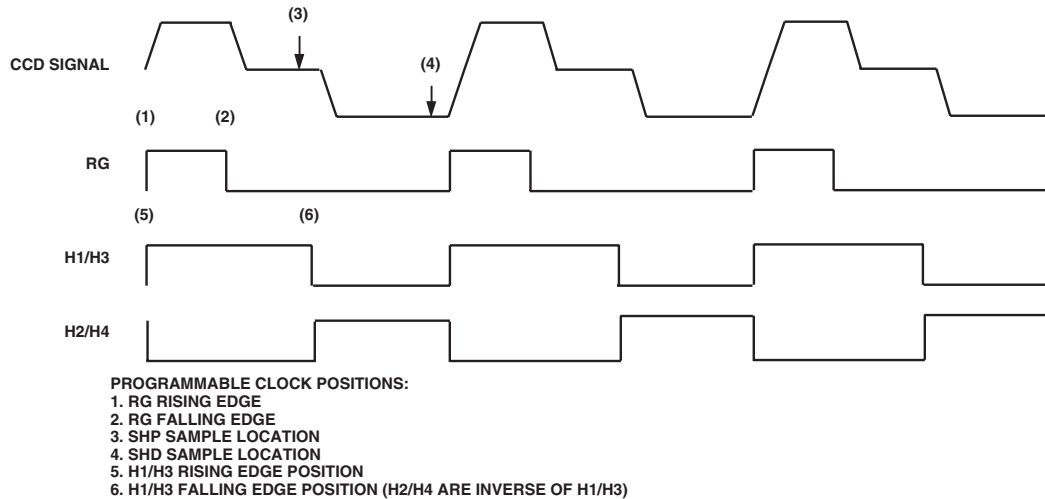 (3)
CCD SIGNAL
(4)
(1)
(2)
RG
(5)
(6)
H1/H3
H2/H4
PROGRAMMABLE CLOCK POSITIONS:
1. RG RISING EDGE
2. RG FALLING EDGE
3. SHP SAMPLE LOCATION
4. SHD SAMPLE LOCATION
5. H1/H3 RISING EDGE POSITION
6. H1/H3 FALLING EDGE POSITION (H2/H4 ARE INVERSE OF H1/H3)